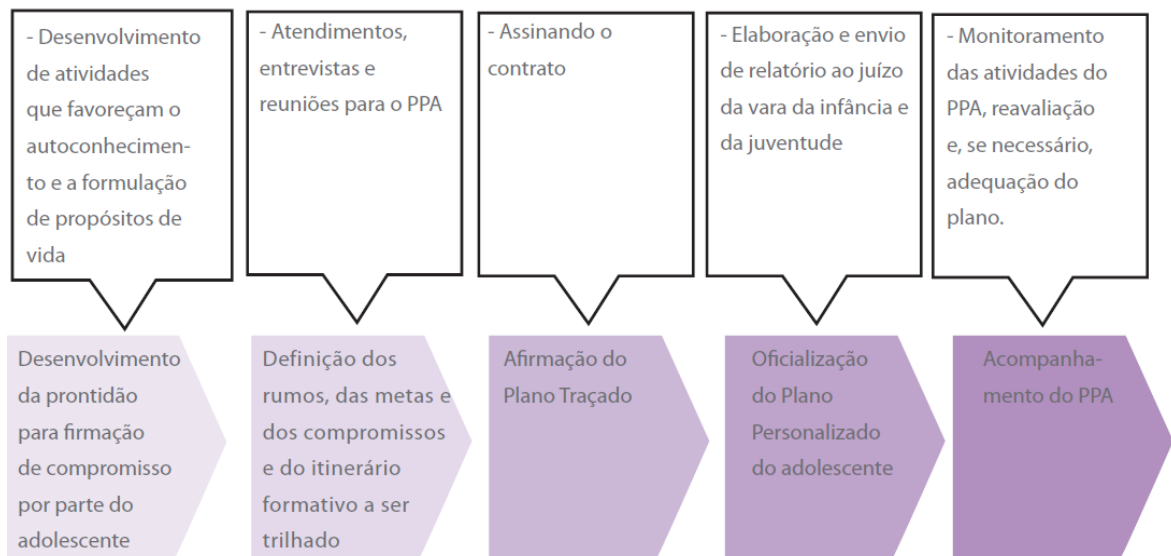 - Desenvolvimento
de atividades
que favoreçam o
autoconhecimen-
to e a formulação
de propósitos de
vida
- Atendimentos,
entrevistas e
reuniões para o PPA
- Assinando o
contrato
- Elaboração e envio
de relatório ao juízo
da vara da infância e
da juventude
- Monitoramento
das atividades do
PPA, reavaliação
e, se necessário,
adequação do
plano.
Desenvolvimento
da prontidão
para firmação
de compromisso
por parte do
adolescente
Definição dos
rumos, das metas e
dos compromissos
e do itinerário
formativo a ser
trilhado
Afirmação do
Plano Traçado
Oficialização
do Plano
Personalizado
do adolescente
Acompanha-
mento do PPA